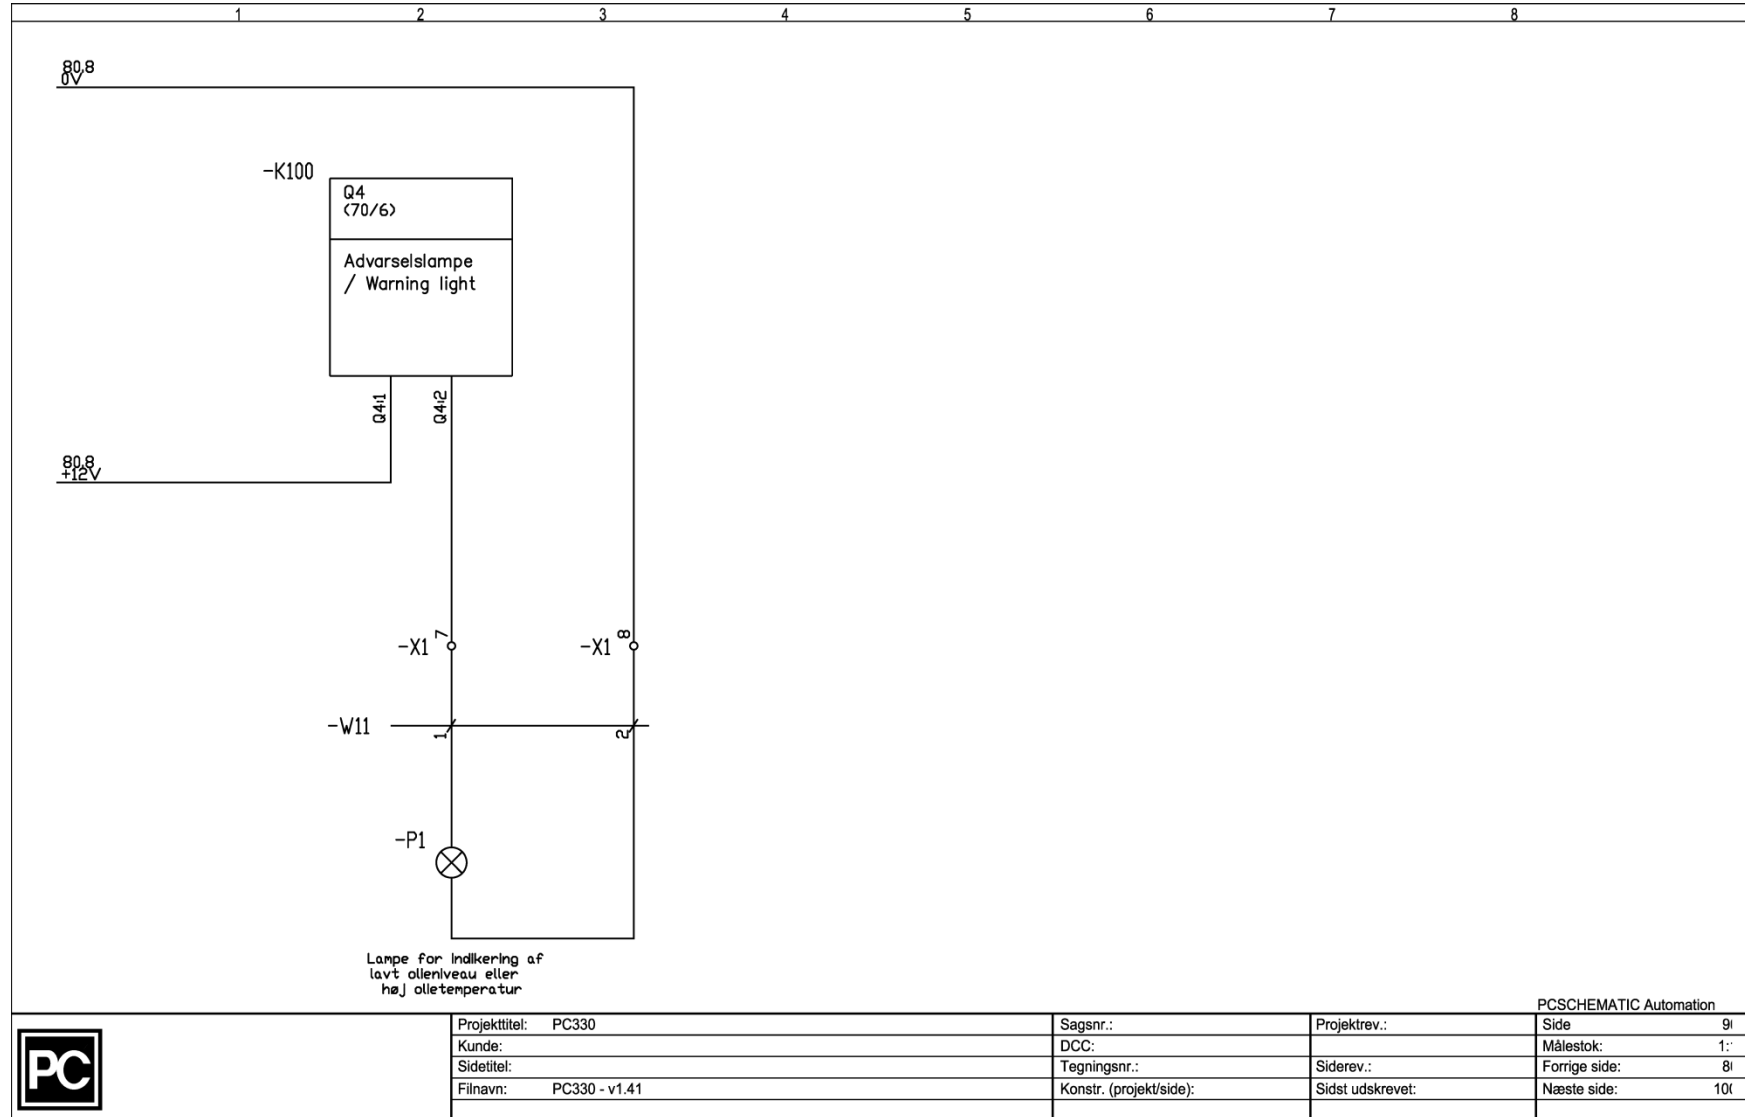 1 2 3 4 5 6 7 8
80.8
0V
-K100
Q4
(70/6)
Advarselslampe
/ Warning light
Q4:1 Q4:2
80.8
+12V
-X1 7 -X1 8
-W11 1 2
-P1
Lampe for indikering af
lavt olieniveau eller
høj olietemperatur
PCSCHEMATIC Automation
PC
Projekttitel: PC330 Sagsnr.: Projektrev.: Side
Kunde: DCC: Målestok:
Sidetitel: Tegningsnr.: Siderev.: Forrige side:
Filnavn: PC330 - v1.41 Konstr. (projekt/side): Sidst udskrevet: Næste side: